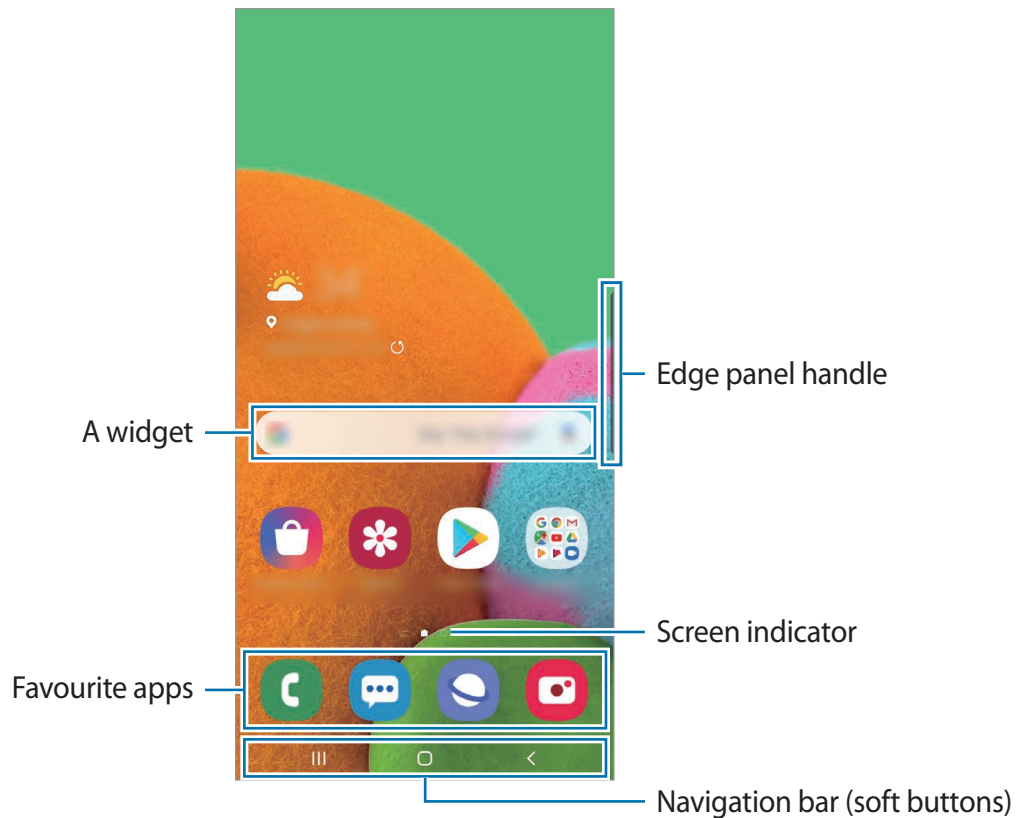 Edge panel handle
A widget
Screen indicator
Favourite apps
Navigation bar (soft buttons)